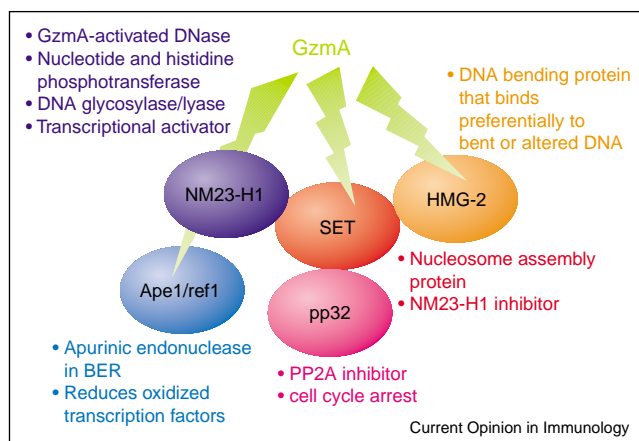 • GzmA-activated DNase
• Nucleotide and histidine
phosphotransferase
• DNA glycosylase/lyase
• Transcriptional activator
GzmA
• DNA bending protein
that binds
preferentially to
bent or altered DNA
NM23-H1
SET
HMG-2
• Nucleosome assembly
protein
• NM23-H1 inhibitor
Ape1/ref1
pp32
• Apurinic endonuclease
in BER
• Reduces oxidized
transcription factors
• PP2A inhibitor
• cell cycle arrest
Current Opinion in Immunology